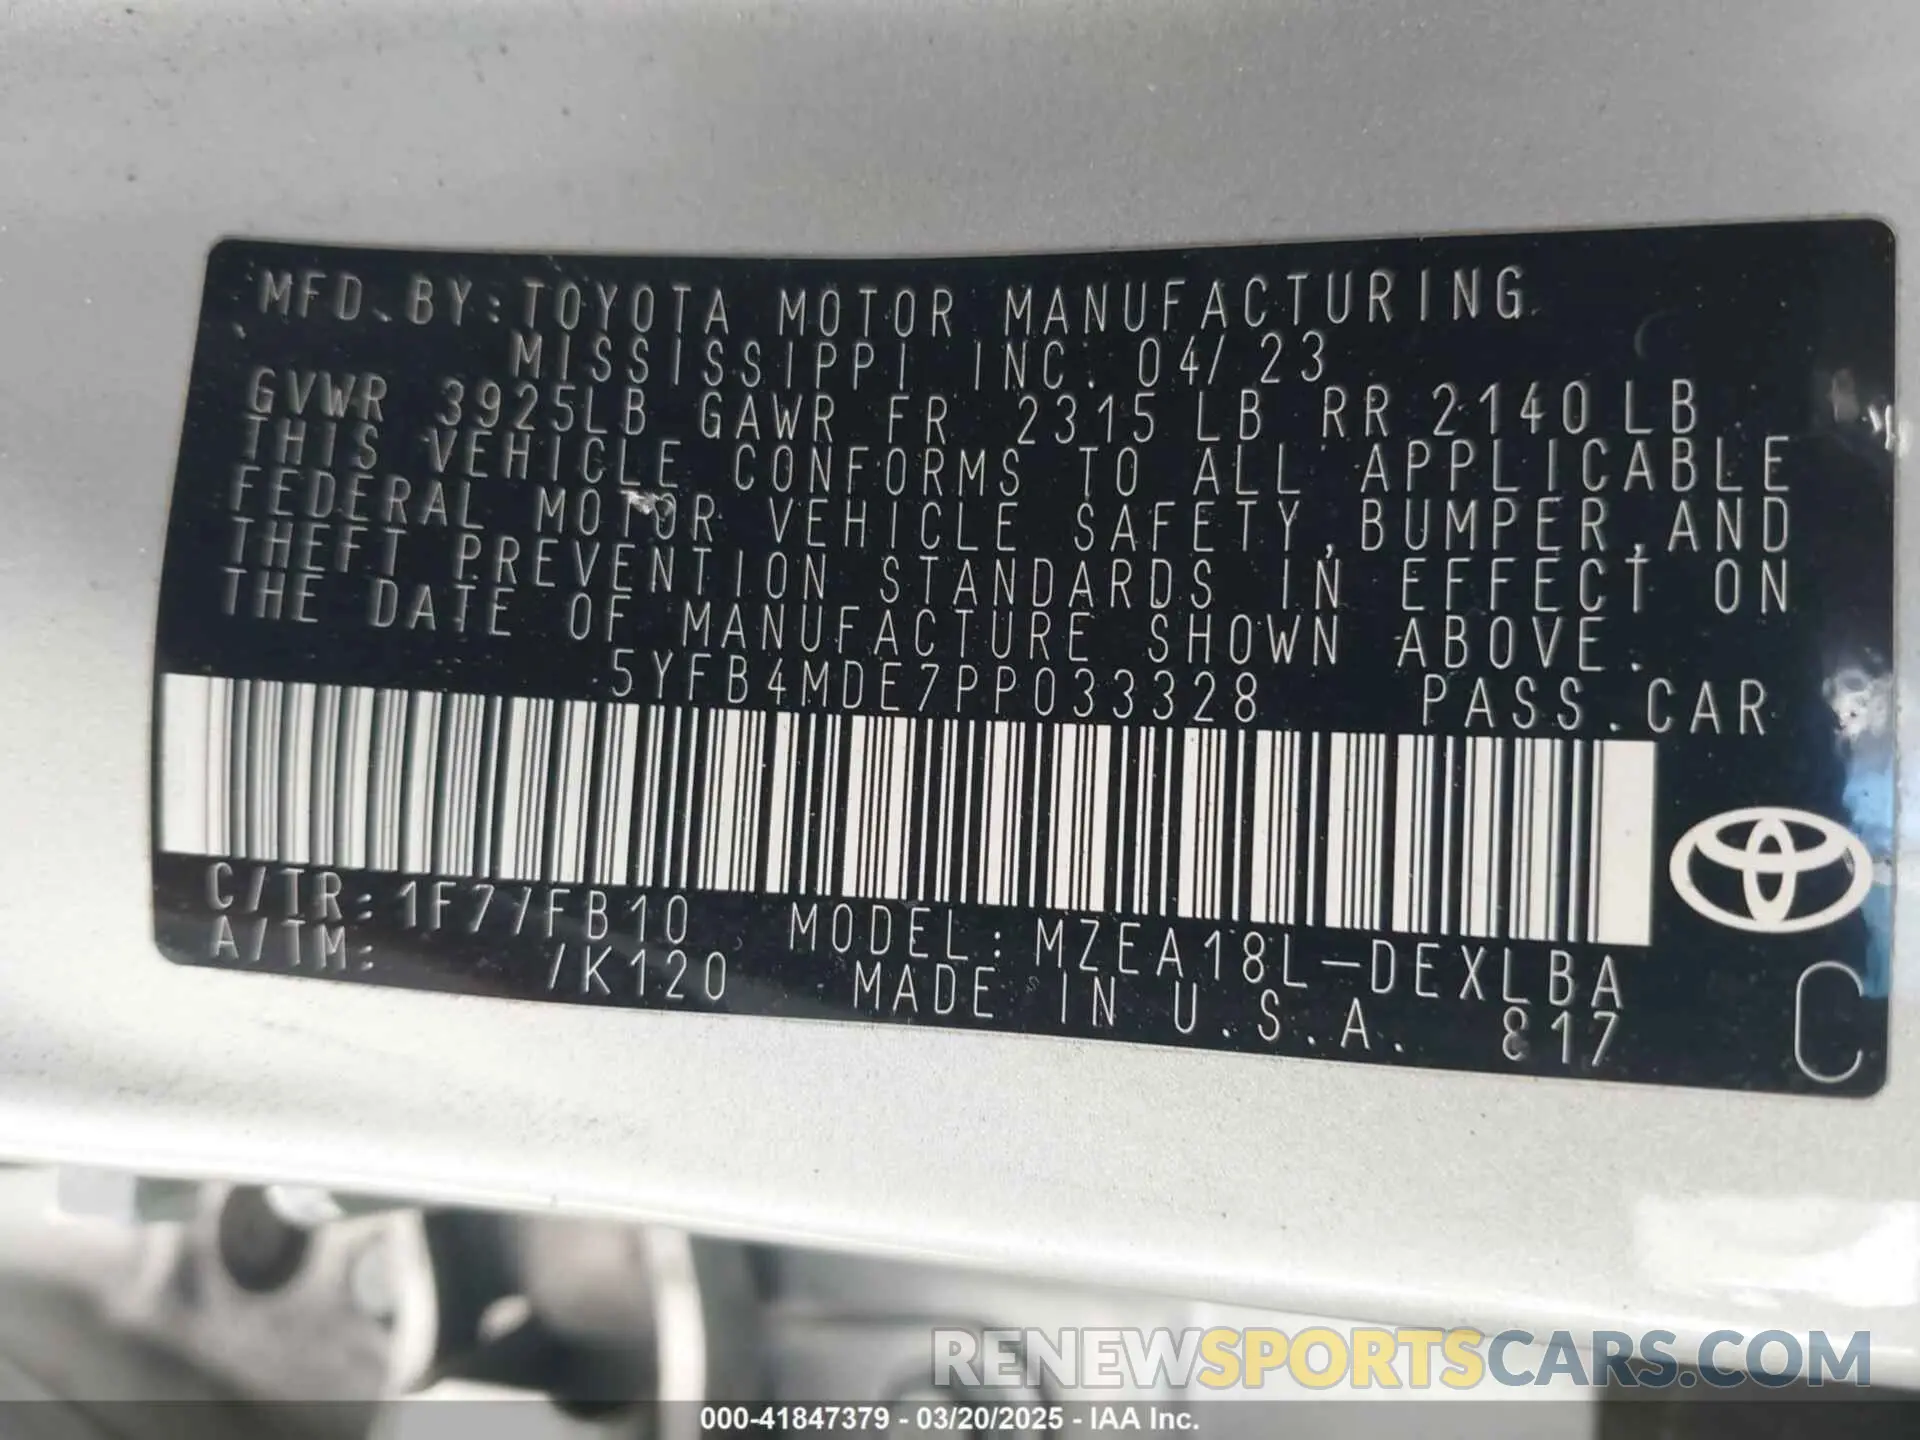 MFD. BY: TOYOTA MOTOR MANUFACTURING
MISSISSIPPI INC. 04/23
GVWR 3925LB GAWR FR 2315 LB RR 2140 LB
THIS VEHICLE CONFORMS TO ALL APPLICABLE
FEDERAL MOTOR VEHICLE SAFETY, BUMPER, AND
THEFT PREVENTION STANDARDS IN EFFECT ON
THE DATE OF MANUFACTURE SHOWN ABOVE.
5YFB4MDE7PP033328 PASS. CAR
C/TR: 1F7/FB10 MODEL: MZEA18L-DEXLBA
A/TM: /K120 MADE IN U.S.A. 817
C
RENEWSPORTSCARS.COM
000-41847379 - 03/20/2025 - IAA Inc.